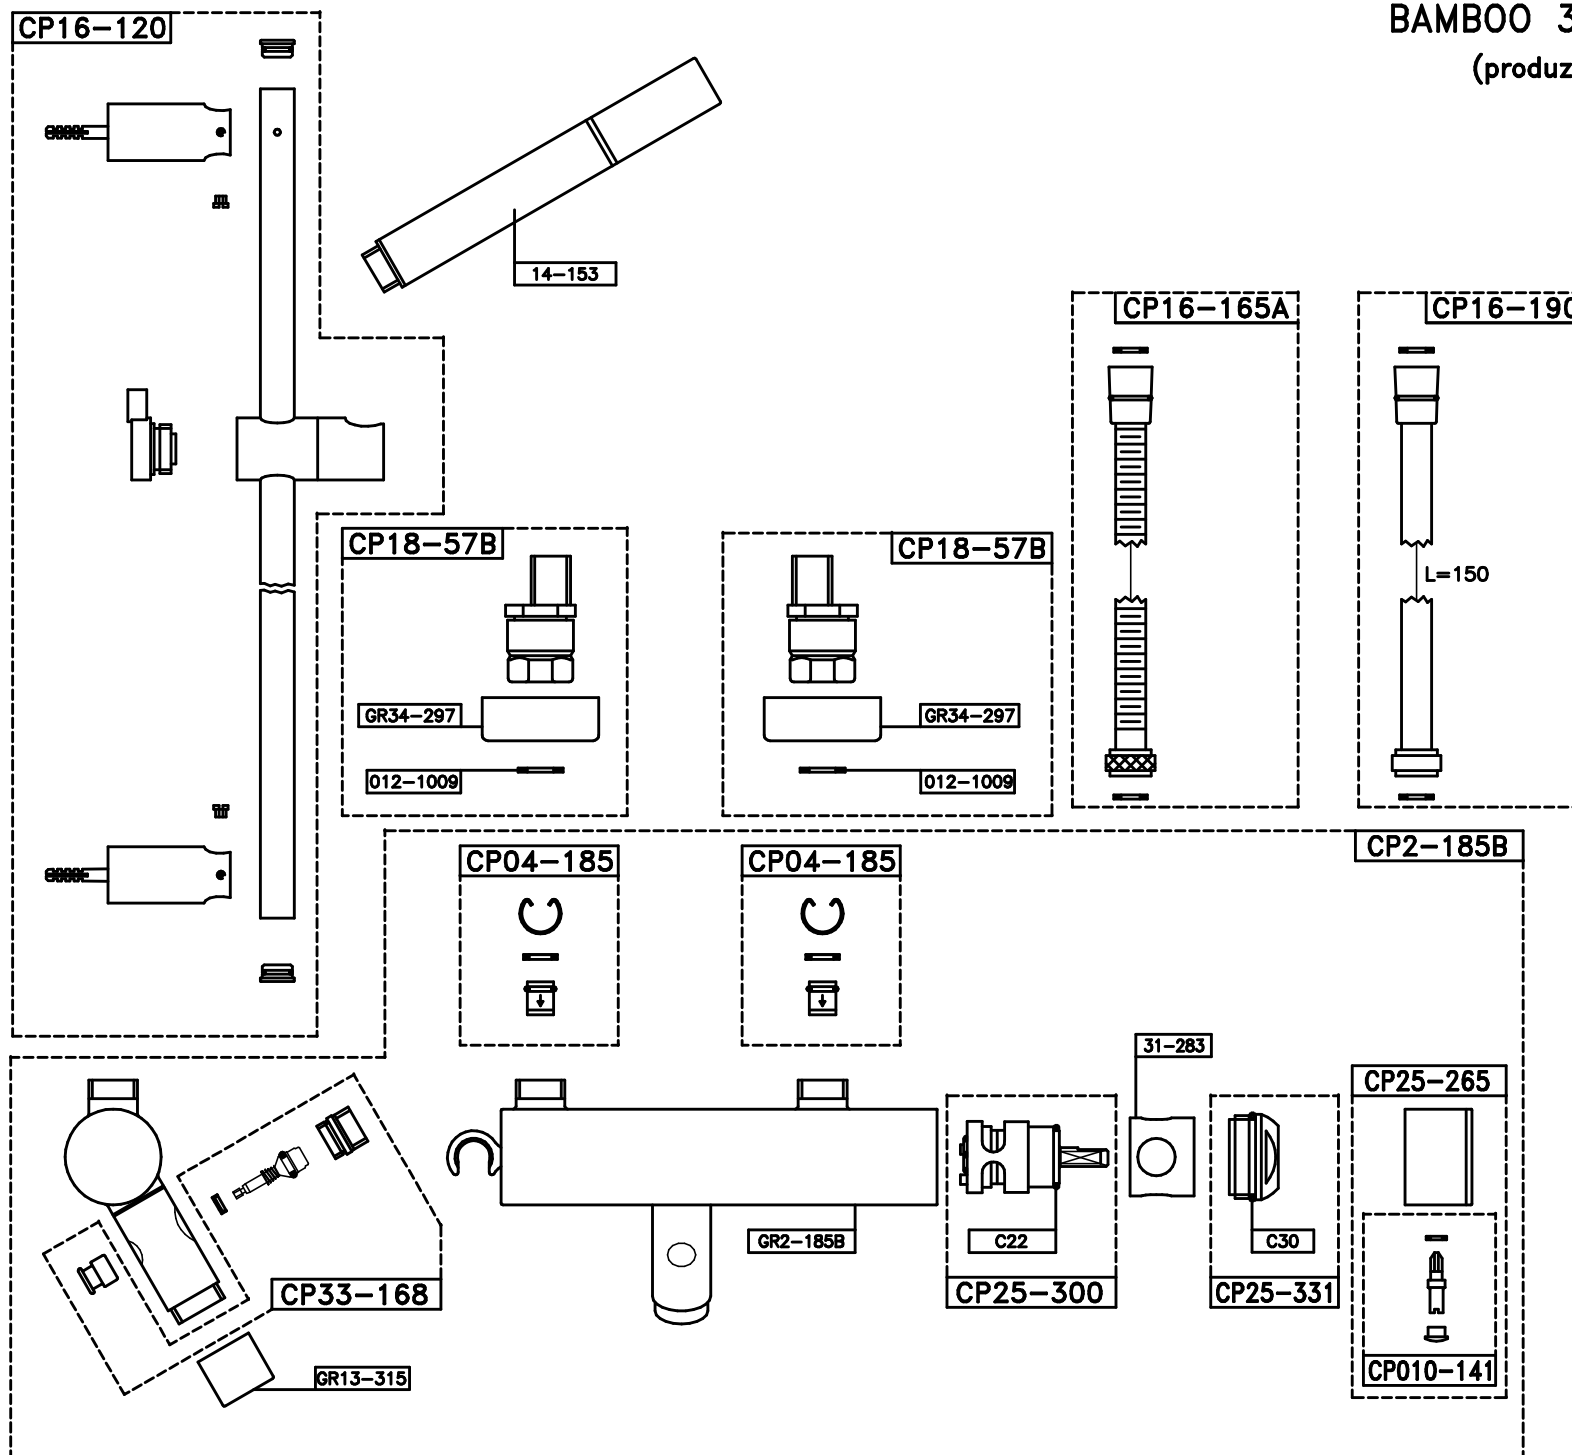 BAMBOO 3
(produz
CP16-120
14-153
CP16-165A
CP16-190
L=150
CP18-57B
CP18-57B
GR34-297
GR34-297
012-1009
012-1009
CP2-185B
CP04-185
CP04-185
31-283
CP25-265
GR2-185B
C22
C30
CP33-168
CP25-300
CP25-331
GR13-315
CP010-141